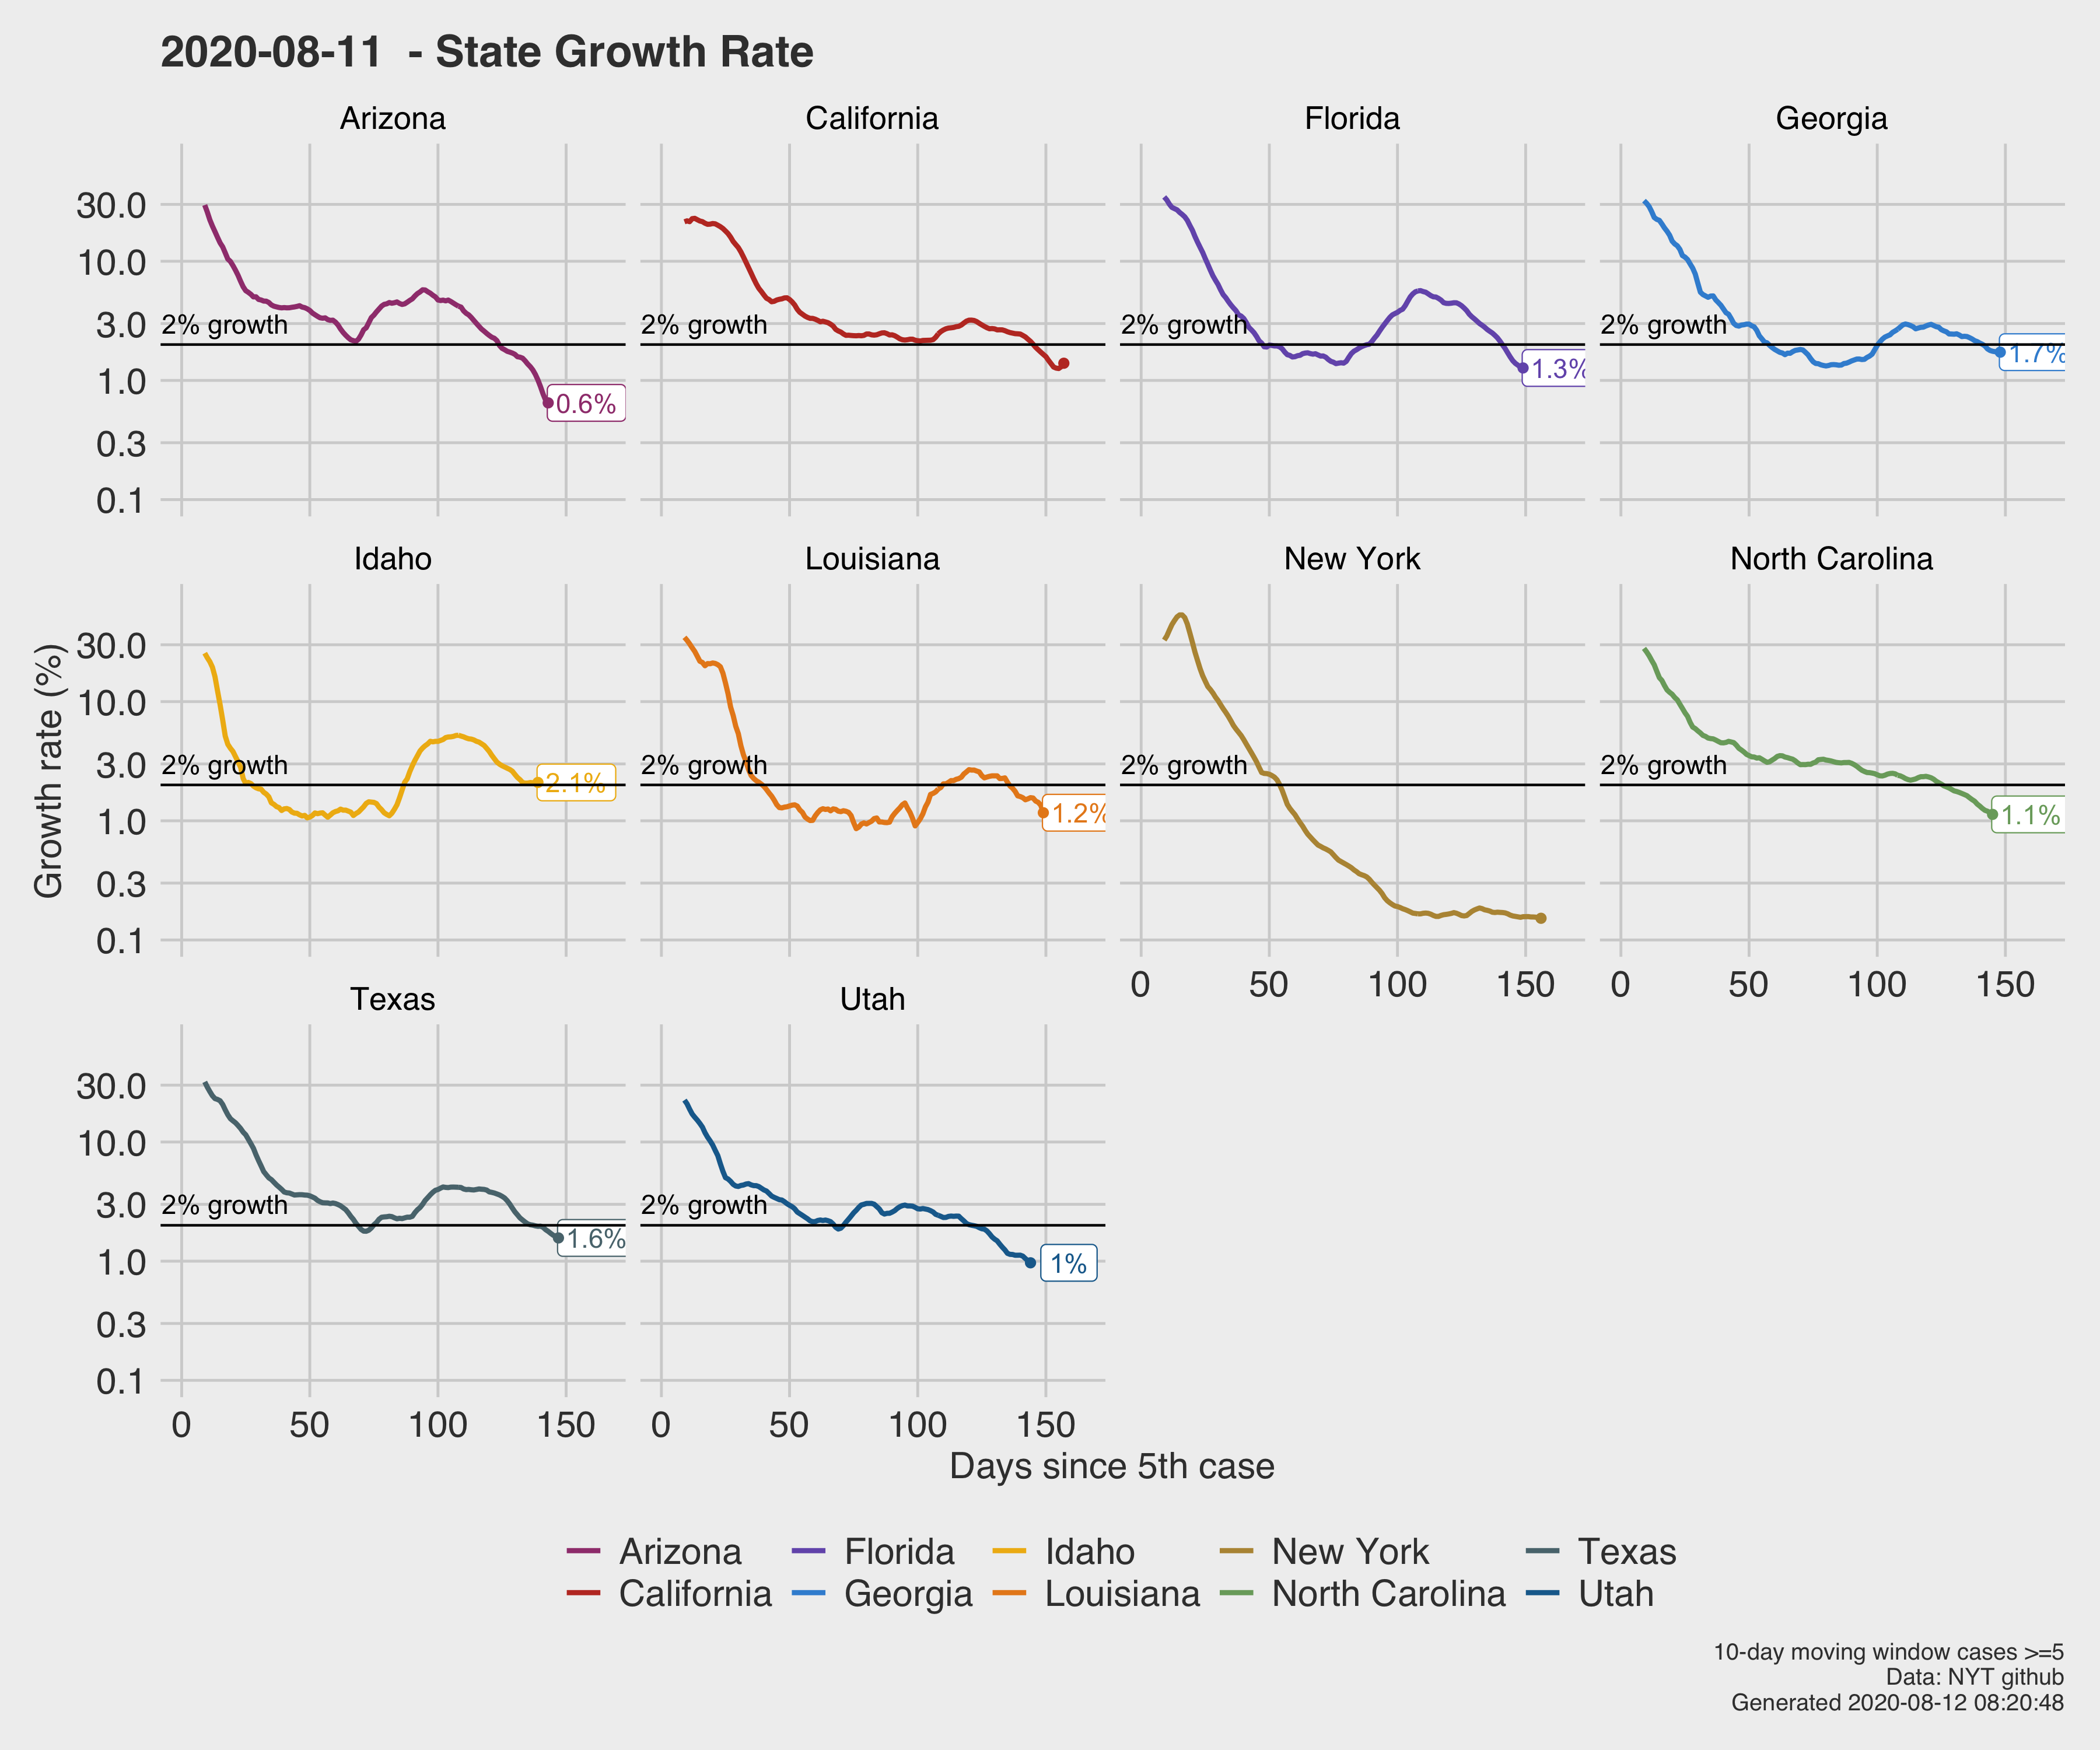 2020-08-11  - State Growth Rate
Arizona
California
Florida
Georgia
30.0
10.0
3.0
1.0
0.3
0.1
2% growth
0.6%
2% growth
2% growth
1.3%
2% growth
1.7%
Idaho
Louisiana
New York
North Carolina
Growth rate (%)
30.0
10.0
3.0
1.0
0.3
0.1
2% growth
2.1%
2% growth
1.2%
2% growth
2% growth
1.1%
0 50 100 150
0 50 100 150
Texas
Utah
30.0
10.0
3.0
1.0
0.3
0.1
2% growth
1.6%
2% growth
1%
0 50 100 150
0 50 100 150
Days since 5th case
Arizona Florida Idaho New York Texas
California Georgia Louisiana North Carolina Utah
10-day moving window cases >=5
Data: NYT github
Generated 2020-08-12 08:20:48